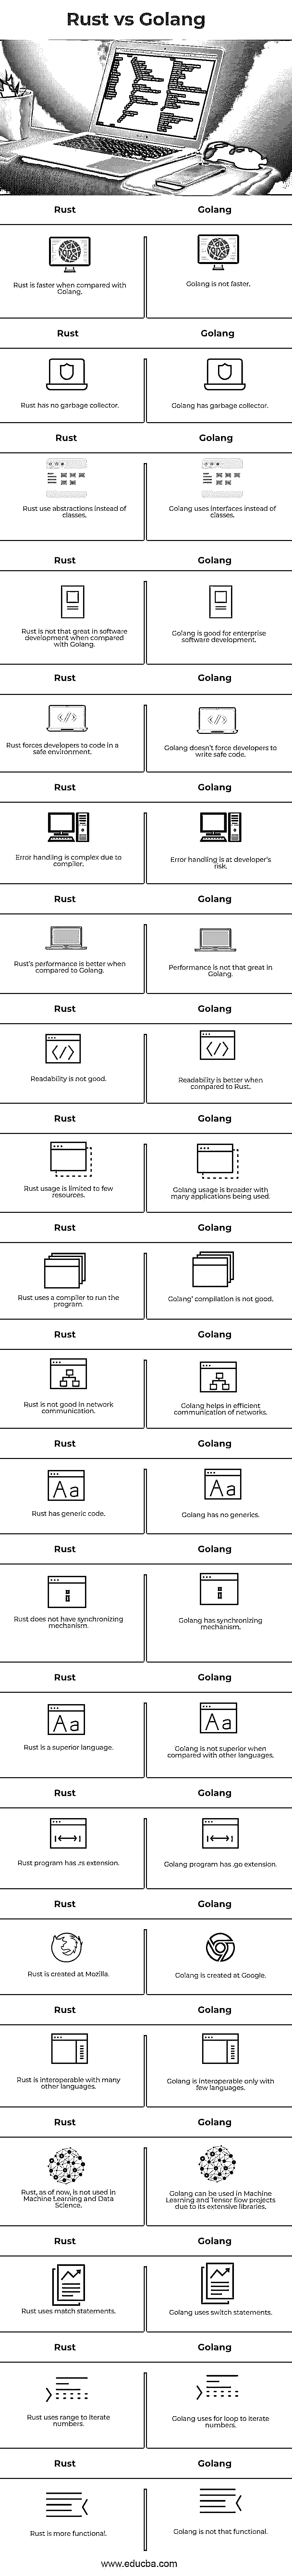 Rust vs Golang
Rust Golang
Rust is faster when compared with
Golang.
Golang is not faster.
Rust Golang
Rust has no garbage collector.
Golang has garbage collector.
Rust Golang
Rust use abstractions instead of
classes.
Golang uses interfaces instead of
classes.
Rust Golang
Rust is not that great in software
development when compared
with Golang.
Golang is good for enterprise
software development.
Rust Golang
Rust forces developers to code in a
safe environment.
Golang doesn't force developers to
write safe code.
Rust Golang
Error handling is complex due to
compiler.
Error handling is at developer's
risk.
Rust Golang
Rust's performance is better when
compared to Golang.
Performance is not that great in
Golang.
Rust Golang
Readability is not good.
Readability is better when
compared to Rust.
Rust Golang
Rust usage is limited to few
resources.
Golang usage is broader with
many applications being used.
Rust Golang
Rust uses a compiler to run the
program.
Golang' compilation is not good.
Rust Golang
Rust is not good in network
communication.
Golang helps in efficient
communication of networks.
Rust Golang
Aa Aa
Rust has generic code.
Golang has no generics.
Rust Golang
Rust does not have synchronizing
mechanism.
Golang has synchronizing
mechanism.
Rust Golang
Aa Aa
Rust is a superior language.
Golang is not superior when
compared with other languages.
Rust Golang
Rust program has .rs extension.
Golang program has .go extension.
Rust Golang
Rust is created at Mozilla.
Golang is created at Google.
Rust Golang
Rust is interoperable with many
other languages.
Golang is interoperable only with
few languages.
Rust Golang
Rust, as of now, is not used in
Machine Learning and Data
Science.
Golang can be used in Machine
Learning and Tensor flow projects
due to its extensive libraries.
Rust Golang
Rust uses match statements.
Golang uses switch statements.
Rust Golang
Rust uses range to iterate
numbers.
Golang uses for loop to iterate
numbers.
Rust Golang
Rust is more functional.
Golang is not that functional.
www.educba.com